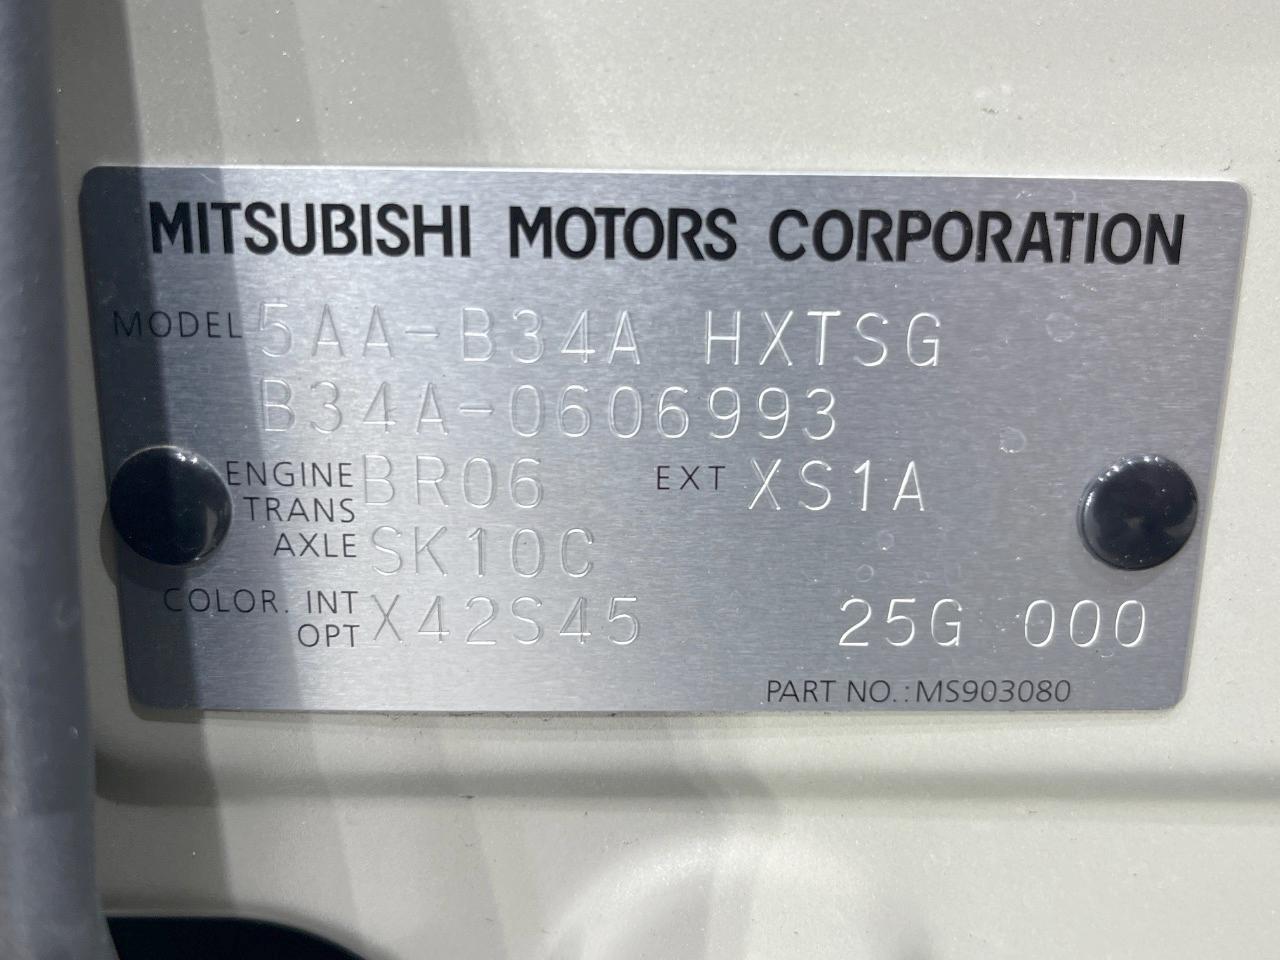 MITSUBISHI MOTORS CORPORATION
MODEL 5AA-B34A HXTSG
B34A-0606993
ENGINE BR06 EXT XS1A
TRANS
AXLE SK10C
COLOR. INT X42S45 25G 000
OPT
PART NO.: MS903080